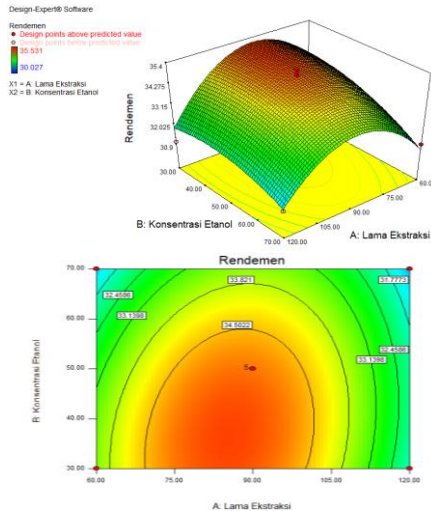 Design-Expert® Software
Rendemen
Design points above predicted value
Design points below predicted value
35.531
30.027
X1 = A: Lama Ekstraksi
X2 = B: Konsentrasi Etanol
35.4
34.275
33.15
32.025
30.9
Rendemen
30.00
40.00
50.00
60.00
70.00
120.00
105.00
90.00
75.00
60.00
B: Konsentrasi Etanol
A: Lama Ekstraksi
Rendemen
70.00
60.00
50.00
40.00
30.00
B: Konsentrasi Etanol
33.821
31.7773
32.4586
33.1398
34.5022
32.4586
33.1398
5
60.00
75.00
90.00
105.00
120.00
A: Lama Ekstraksi